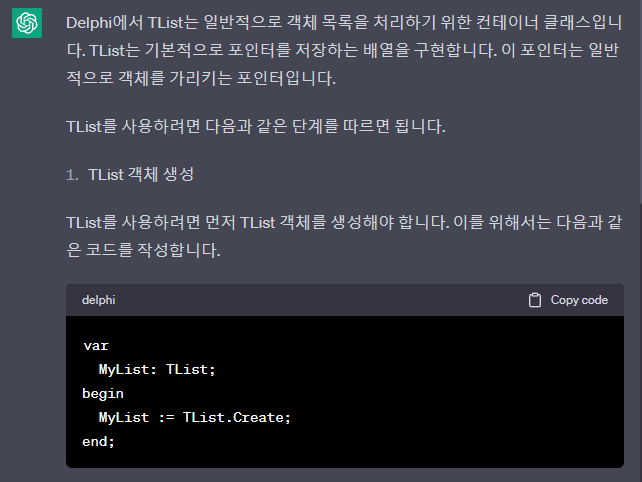 Delphi에서 TList는 일반적으로 객체 목록을 처리하기 위한 컨테이너 클래스입니
다. TList는 기본적으로 포인터를 저장하는 배열을 구현합니다. 이 포인터는 일반
적으로 객체를 가리키는 포인터입니다.
TList를 사용하려면 다음과 같은 단계를 따르면 됩니다.
1. TList 객체 생성
TList를 사용하려면 먼저 TList 객체를 생성해야 합니다. 이를 위해서는 다음과 같
은 코드를 작성합니다.
delphi Copy code
var
  MyList: TList;
begin
  MyList := TList.Create;
end;